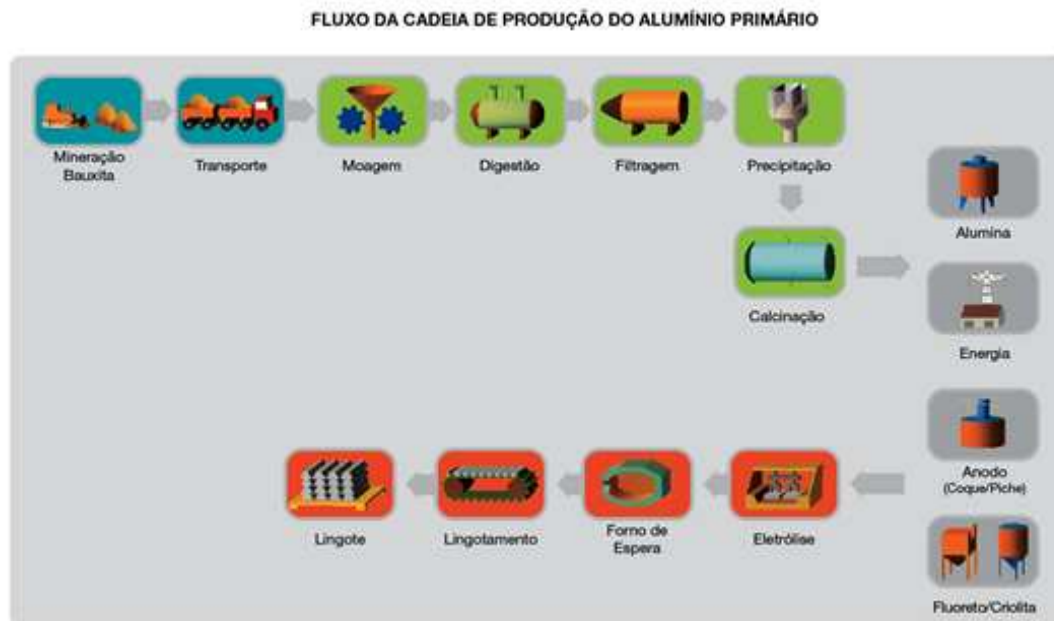 FLUXO DA CADEIA DE PRODUÇÃO DO ALUMÍNIO PRIMÁRIO
Mineração
Bauxita
Transporte
Moagem
Digestão
Filtragem
Precipitação
Alumina
Calcinação
Energia
Anodo
(Coque/Piche)
Lingote
Lingotamento
Forno de
Espera
Eletrólise
Fluoreto/Criolita